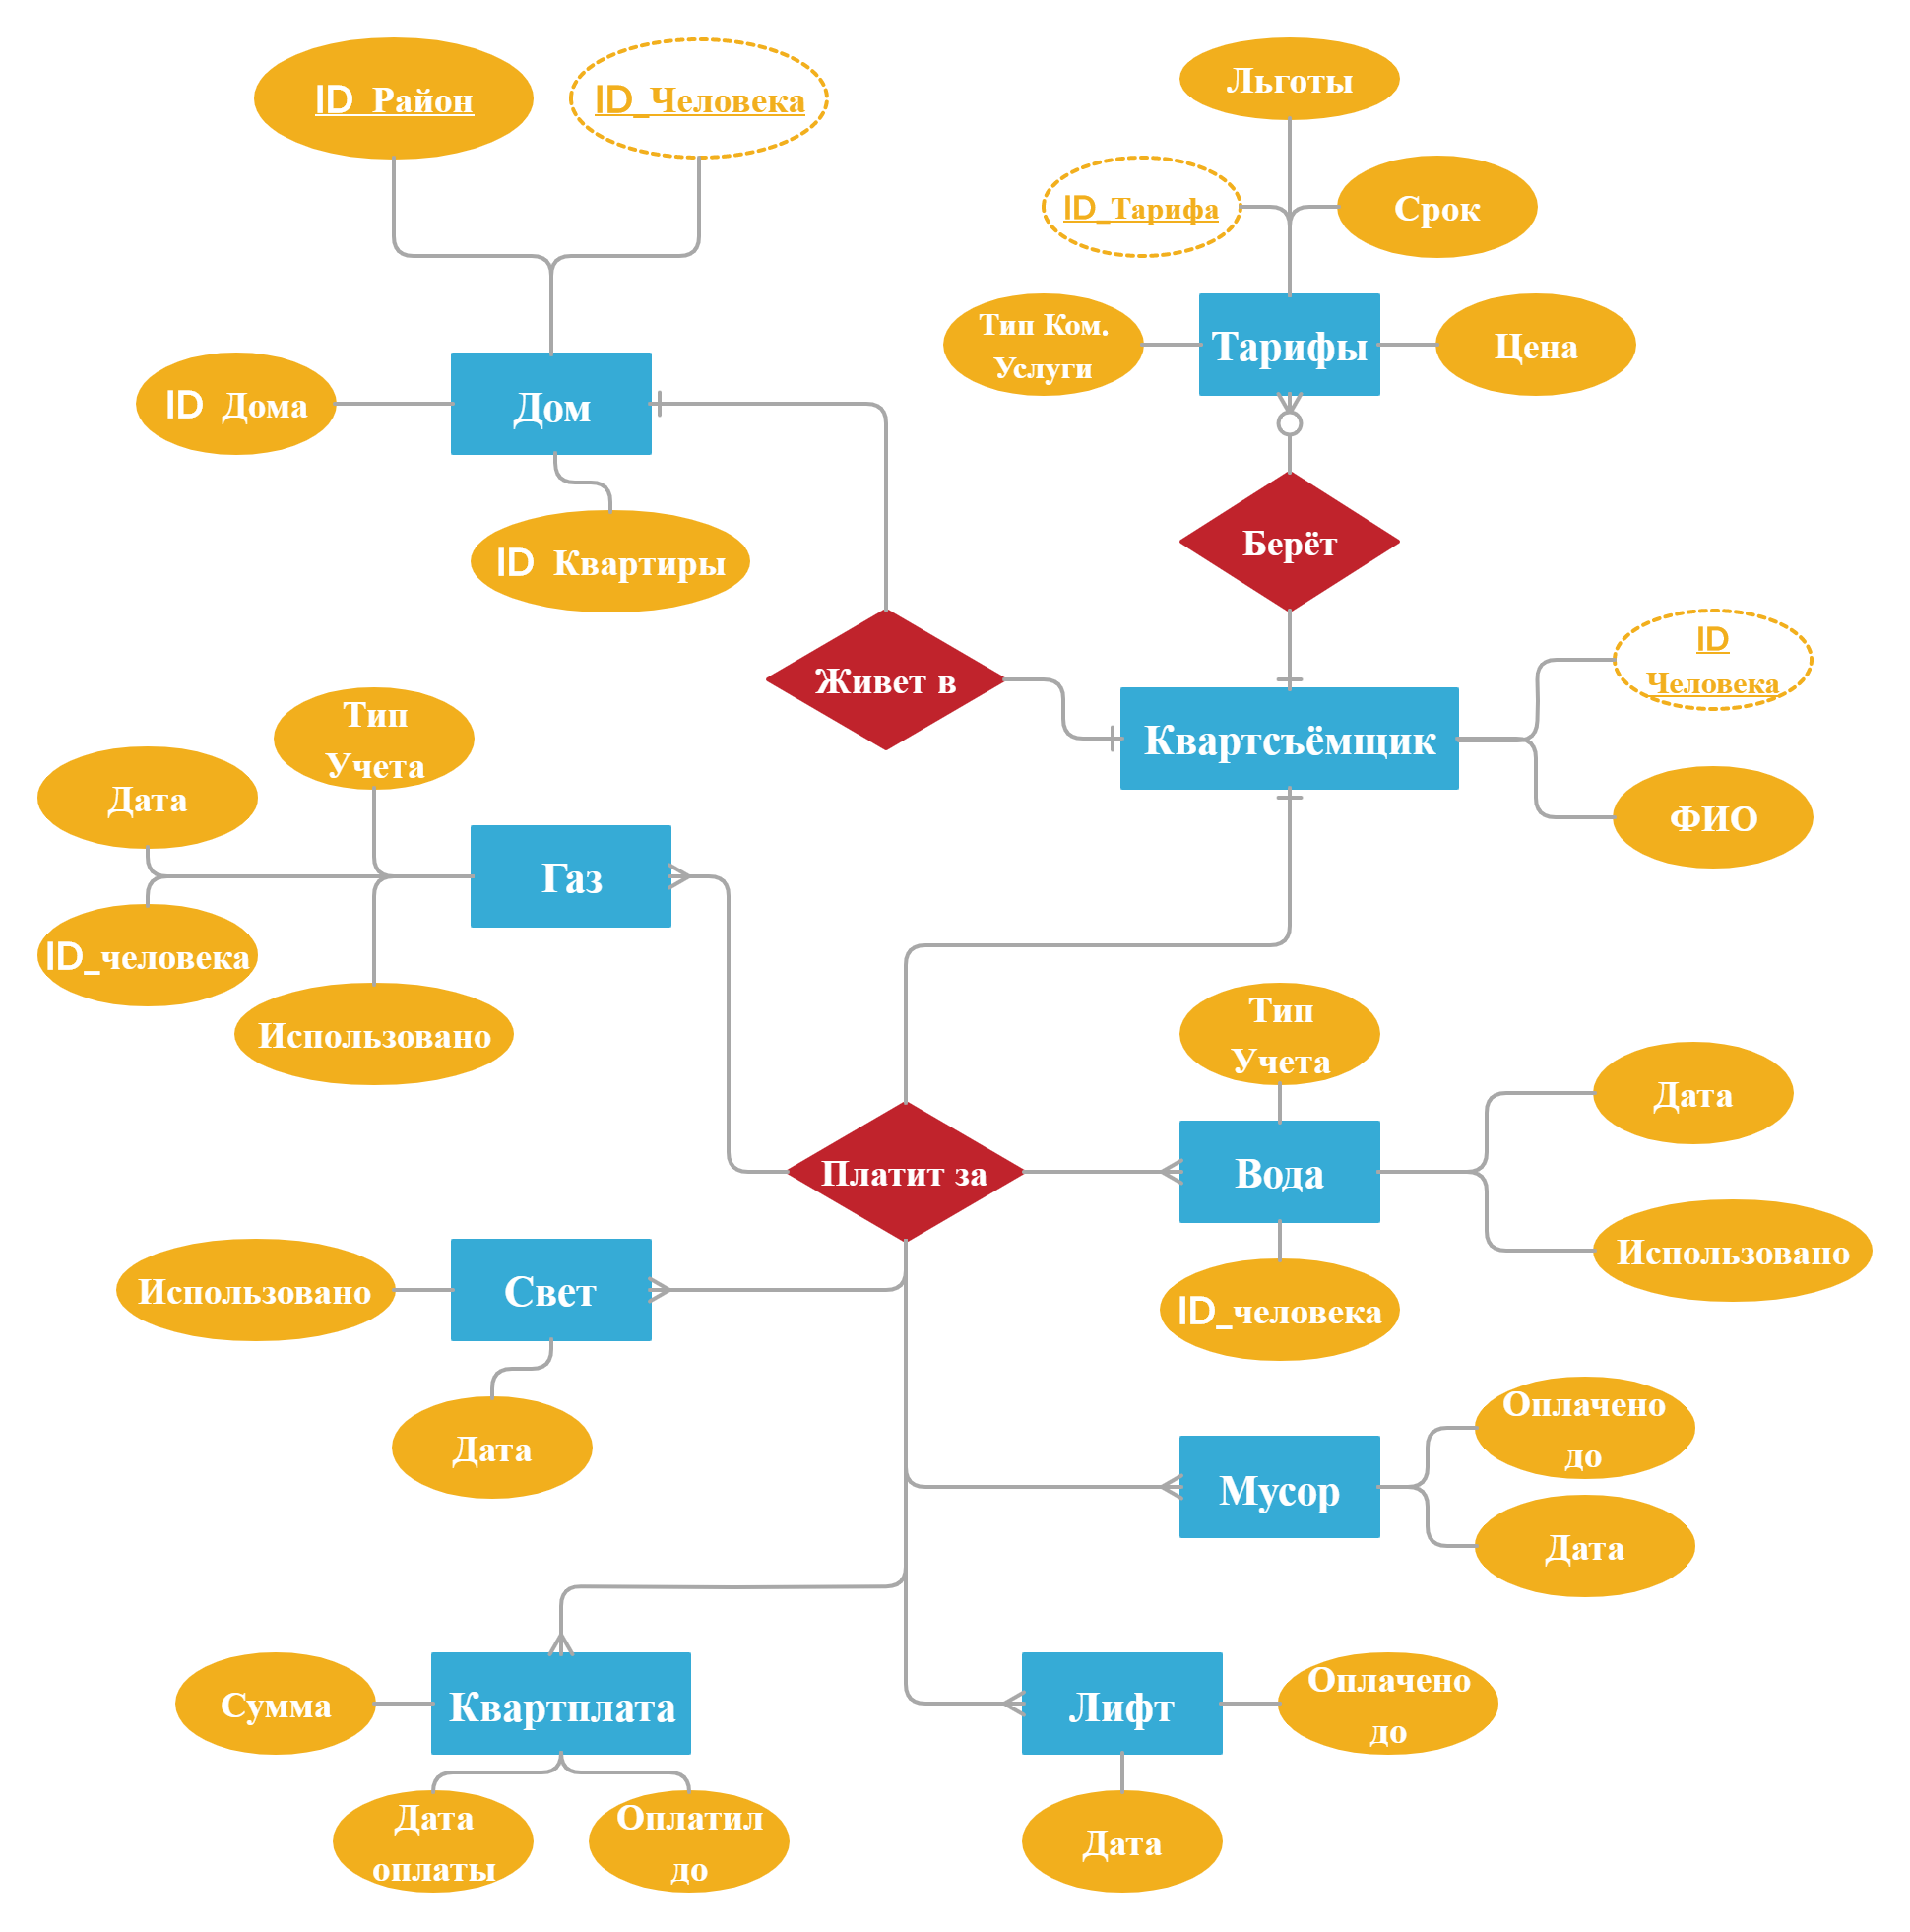 ID_Район
ID_Человека
Льготы
ID_Тарифа
Срок
Тип Ком.
Услуги
Тарифы
Цена
ID_Дома
Дом
ID_Квартиры
Берёт
Живет в
ID
Человека
Квартсъёмщик
ФИО
Тип
Учета
Дата
Газ
ID_человека
Использовано
Тип
Учета
Дата
Платит за
Вода
Использовано
Использовано
Свет
ID_человека
Дата
Оплачено
до
Мусор
Дата
Сумма
Квартплата
Лифт
Оплачено
до
Дата
оплаты
Оплатил
до
Дата